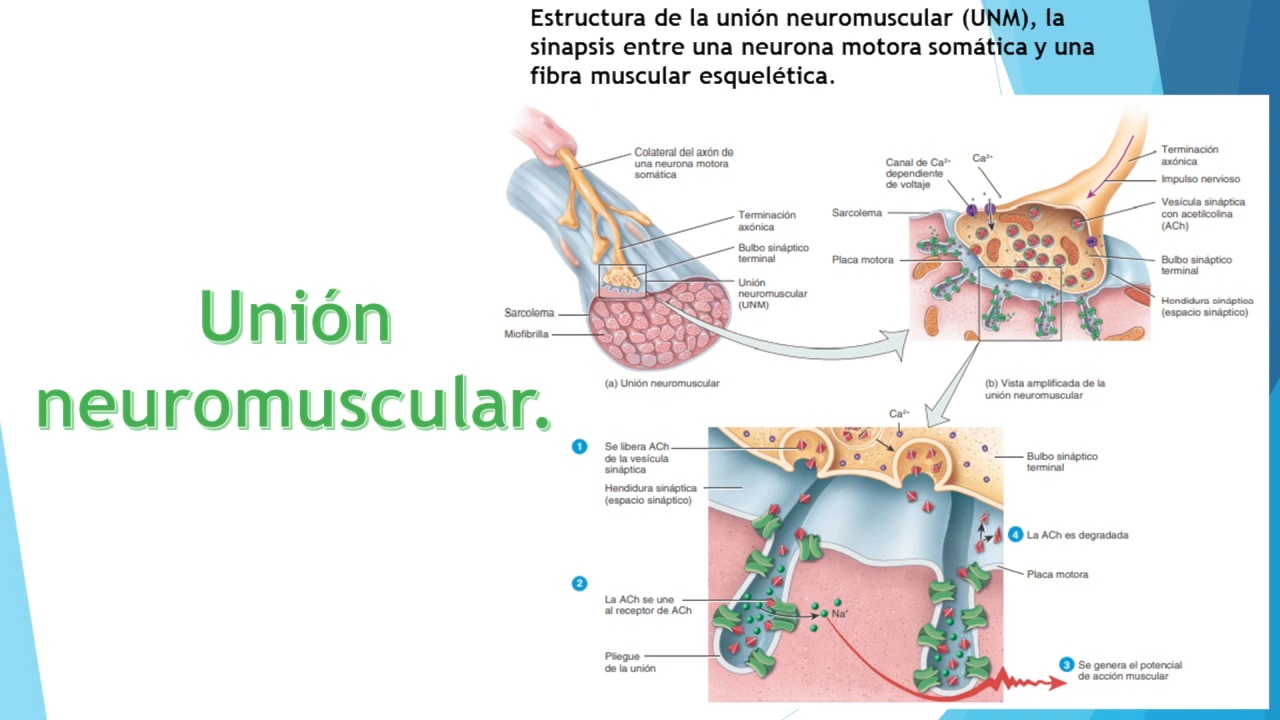 Estructura de la unión neuromuscular (UNM), la
sinapsis entre una neurona motora somática y una
fibra muscular esquelética.
Unión
neuromuscular.
Colateral del axón de
una neurona motora
somática
Terminación
axónica
Bulbo sináptico
terminal
Unión
neuromuscular
(UNM)
Sarcolema
Miofibrilla
(a) Unión neuromuscular
Canal de Ca²⁺
dependiente
de voltaje
Ca²⁺
Sarcolema
Placa motora
Terminación
axónica
Impulso nervioso
Vesícula sináptica
con acetilcolina
(ACh)
Bulbo sináptico
terminal
Hendidura sináptica
(espacio sináptico)
(b) Vista amplificada de la
unión neuromuscular
Ca²⁺
1 Se libera ACh
de la vesícula
sináptica
Hendidura sináptica
(espacio sináptico)
2
La ACh se une
al receptor de ACh
Pliegue
de la unión
Na⁺
Bulbo sináptico
terminal
4 La ACh es degradada
Placa motora
3 Se genera el potencial
de acción muscular